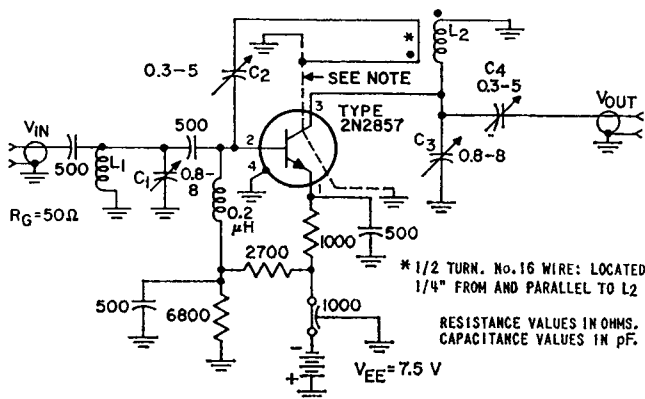 L2
*
C2
0.3-5
SEE NOTE
C4
0.3-5
3
TYPE
2N2857
VIN
500
VOUT
2
C3
0.8-8
500
L1
C1
0.8-
8
4
1
RG=50Ω
0.2
μH
1000
500
2700
* 1/2 TURN. No.16 WIRE: LOCATED
1/4" FROM AND PARALLEL TO L2
500
6800
1000
RESISTANCE VALUES IN OHMS.
CAPACITANCE VALUES IN pF.
-
+
VEE=7.5 V